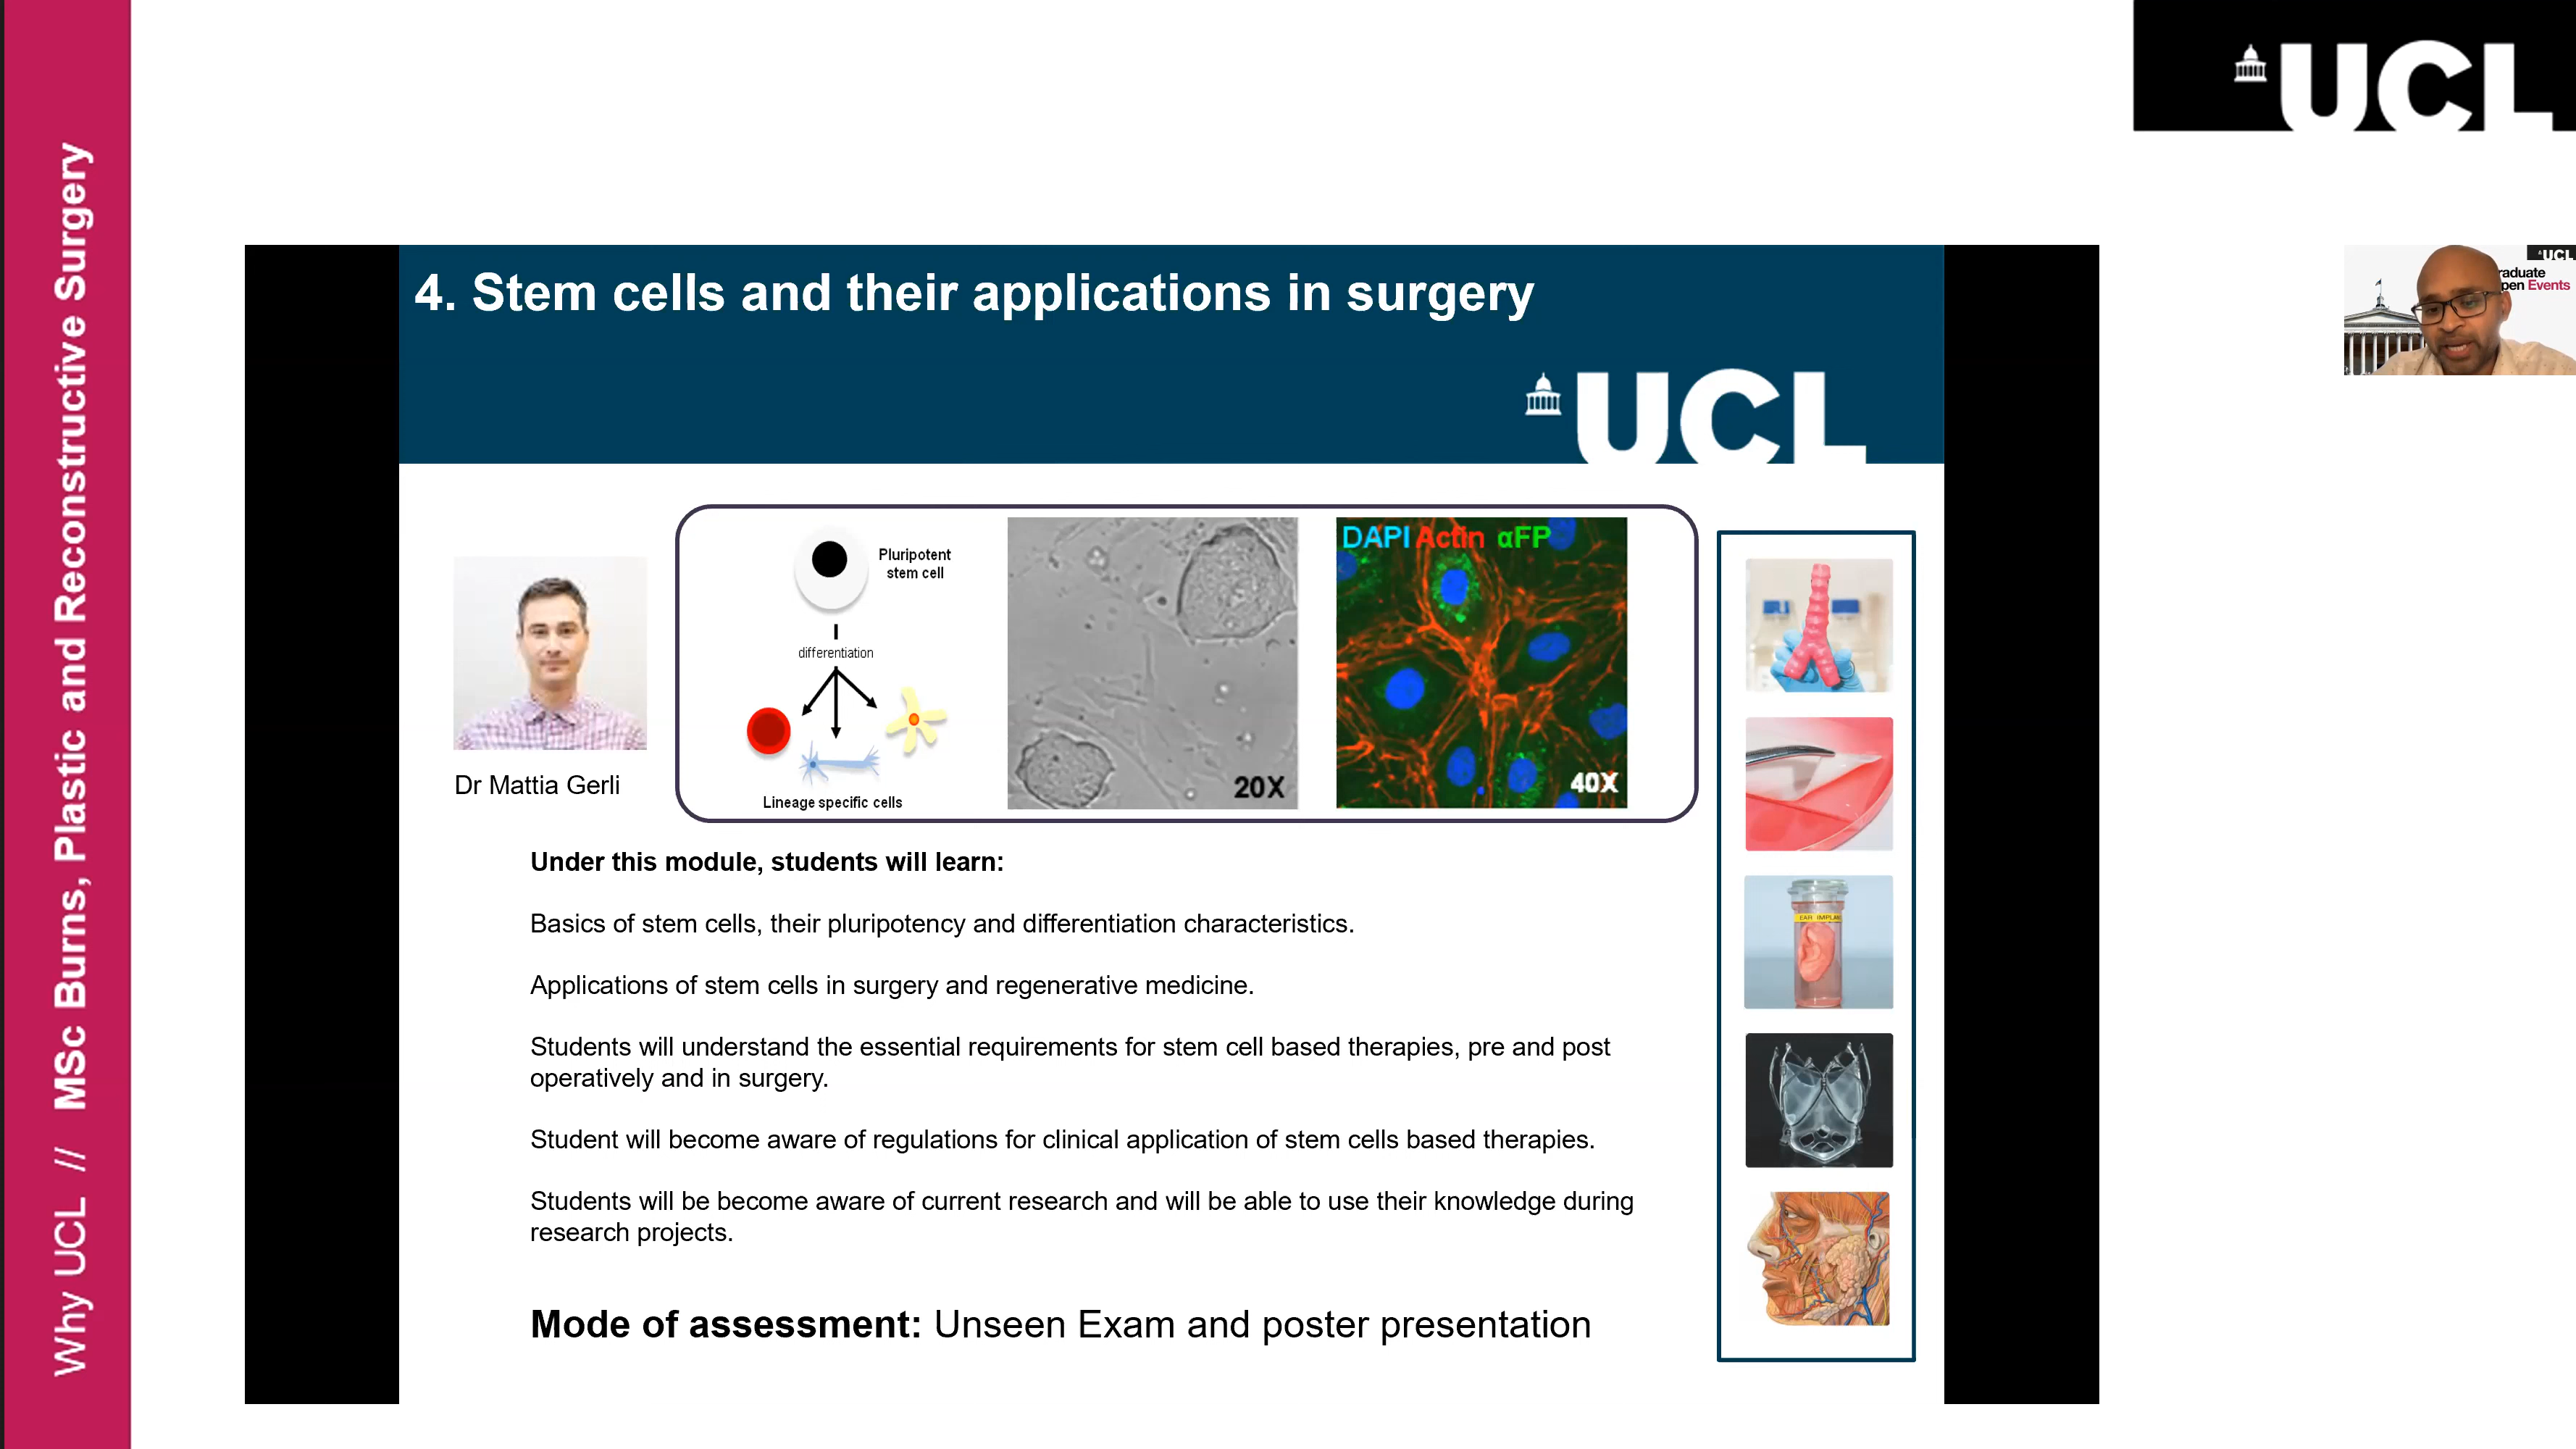 Why UCL // MSc Burns, Plastic and Reconstructive Surgery
UCL
4. Stem cells and their applications in surgery
UCL
UCL
raduate
pen Events
Pluripotent
stem cell
differentiation
Lineage specific cells
20X
DAPI Actin αFP
40X
Dr Mattia Gerli
EAR IMPLAN
Under this module, students will learn:
Basics of stem cells, their pluripotency and differentiation characteristics.
Applications of stem cells in surgery and regenerative medicine.
Students will understand the essential requirements for stem cell based therapies, pre and post
operatively and in surgery.
Student will become aware of regulations for clinical application of stem cells based therapies.
Students will be become aware of current research and will be able to use their knowledge during
research projects.
Mode of assessment: Unseen Exam and poster presentation